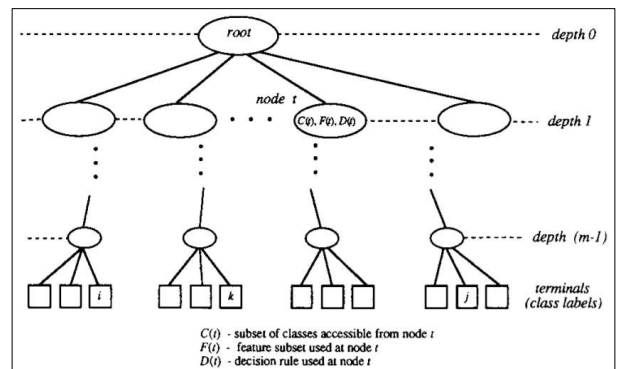 root
depth 0
node t
C(t), F(t), D(t)
depth 1
depth (m-1)
i
k
j
terminals
(class labels)
C(t) - subset of classes accessible from node t
F(t) - feature subset used at node t
D(t) - decision rule used at node t